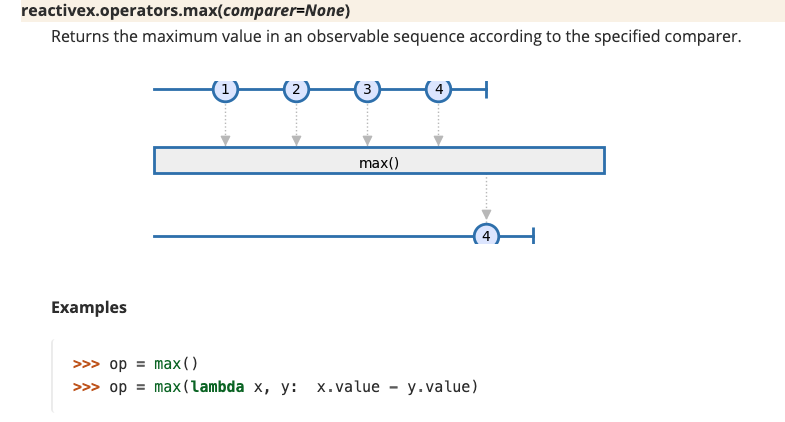 reactivex.operators.max(comparer=None)
Returns the maximum value in an observable sequence according to the specified comparer.
1 2 3 4
max()
4
Examples
>>> op = max()
>>> op = max(lambda x, y:  x.value - y.value)